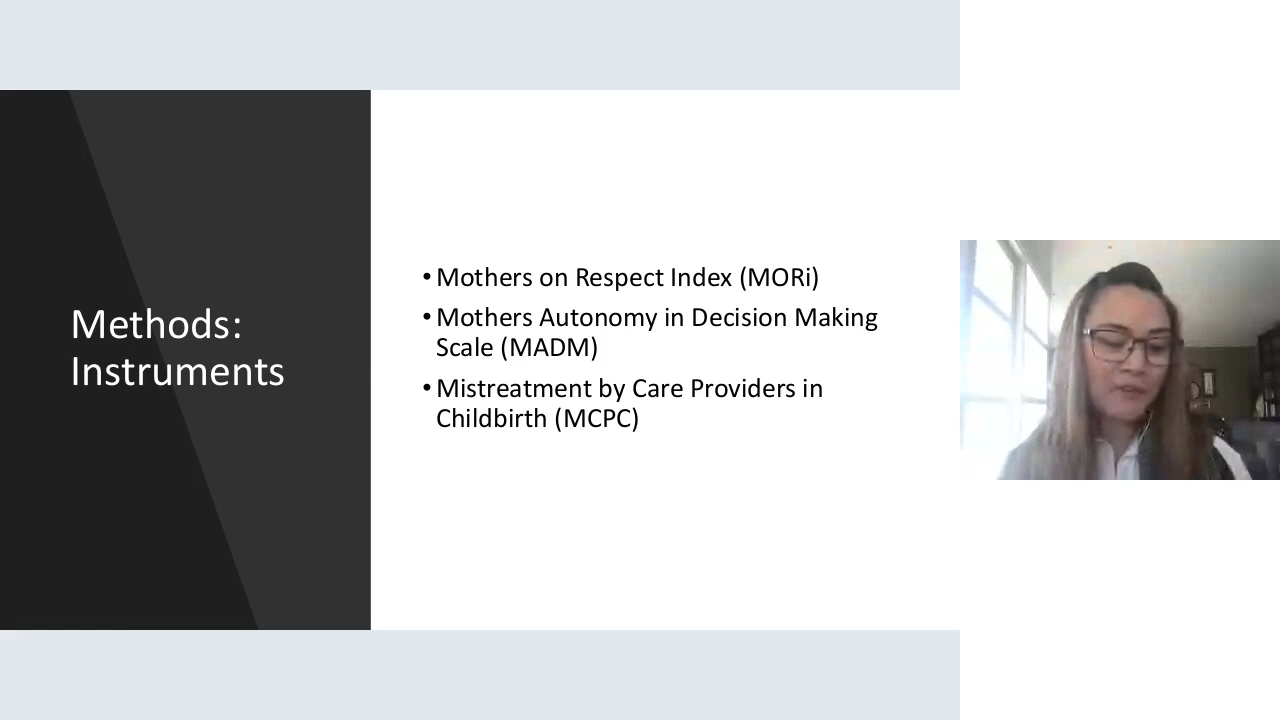 Methods:
Instruments
• Mothers on Respect Index (MORi)
• Mothers Autonomy in Decision Making
Scale (MADM)
• Mistreatment by Care Providers in
Childbirth (MCPC)